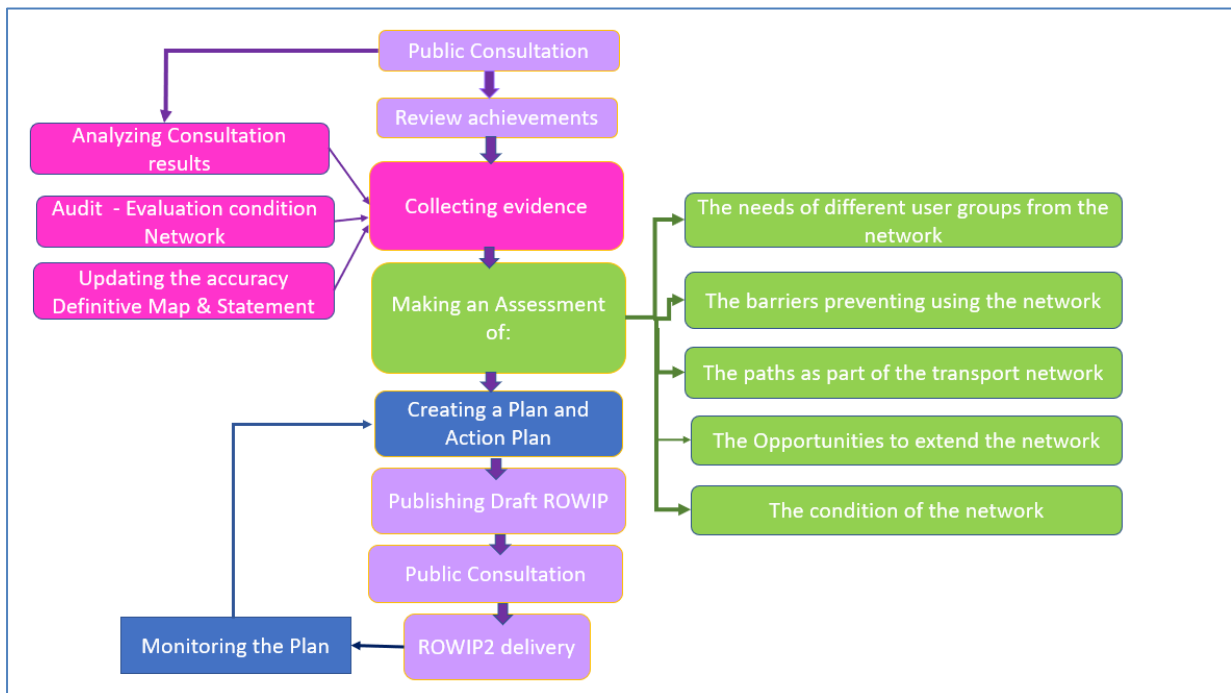 Public Consultation
Review achievements
Analyzing Consultation
results
Audit - Evaluation condition
Network
Updating the accuracy
Definitive Map & Statement
Collecting evidence
Making an Assessment
of:
The needs of different user groups from the
network
The barriers preventing using the network
The paths as part of the transport network
The Opportunities to extend the network
The condition of the network
Creating a Plan and
Action Plan
Publishing Draft ROWIP
Public Consultation
ROWIP2 delivery
Monitoring the Plan